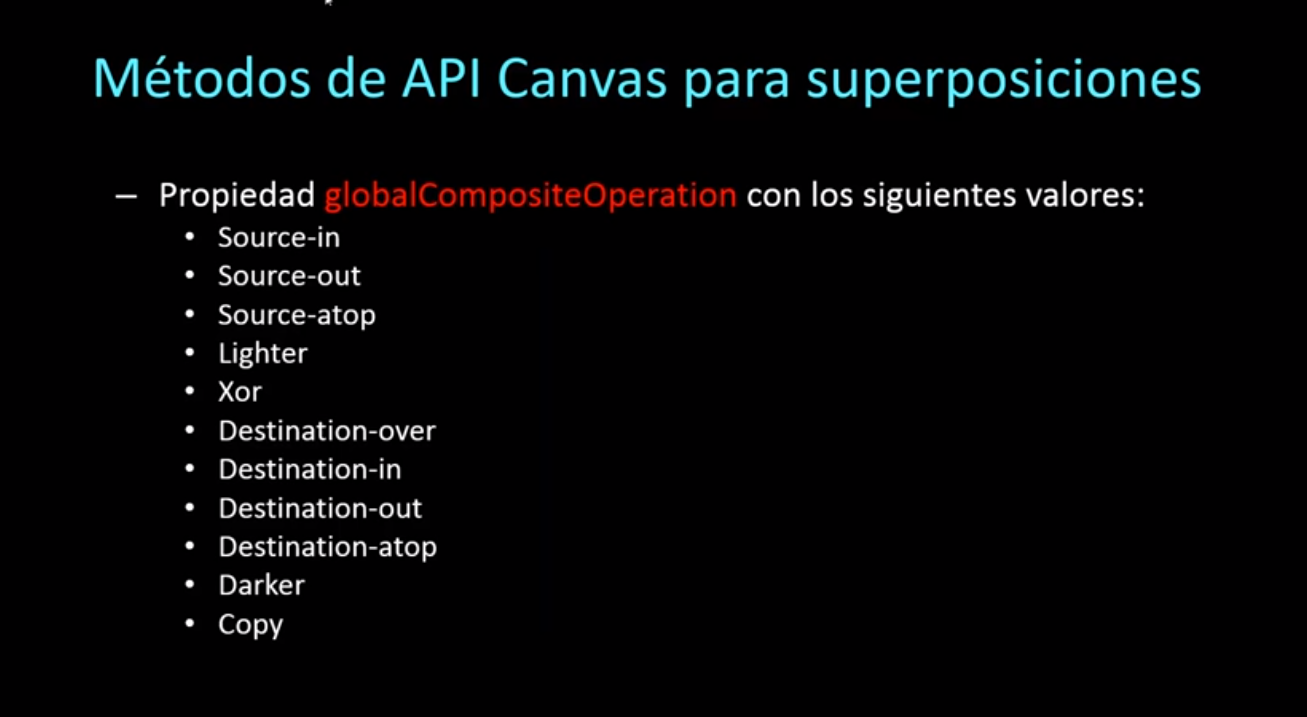 Métodos de API Canvas para superposiciones
– Propiedad globalCompositeOperation con los siguientes valores:
• Source-in
• Source-out
• Source-atop
• Lighter
• Xor
• Destination-over
• Destination-in
• Destination-out
• Destination-atop
• Darker
• Copy